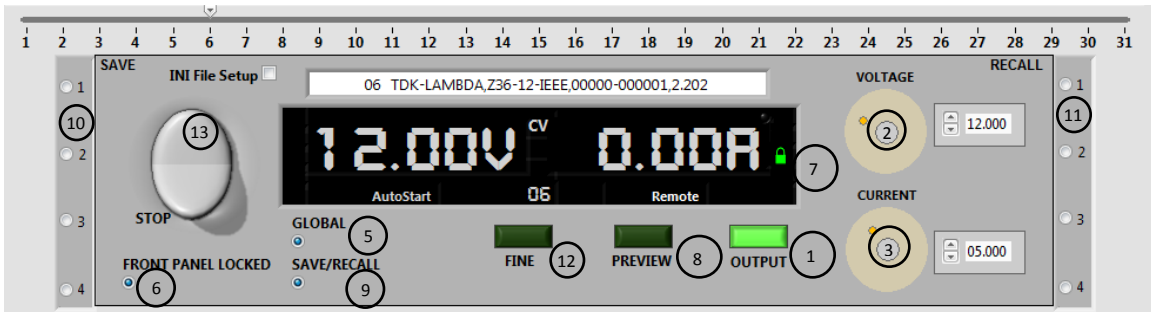 1 2 3 4 5 6 7 8 9 10 11 12 13 14 15 16 17 18 19 20 21 22 23 24 25 26 27 28 29 30 31
SAVE
INI File Setup
06 TDK-LAMBDA,Z36-12-IEEE,00000-000001,2.202
VOLTAGE
RECALL
1
1
10
13
12.00V
CV
0.00A
2
12.000
11
2
7
2
AutoStart
06
Remote
CURRENT
3
STOP
GLOBAL
5
3
05.000
3
FINE
12
PREVIEW
8
OUTPUT
1
FRONT PANEL LOCKED
6
SAVE/RECALL
9
4
4